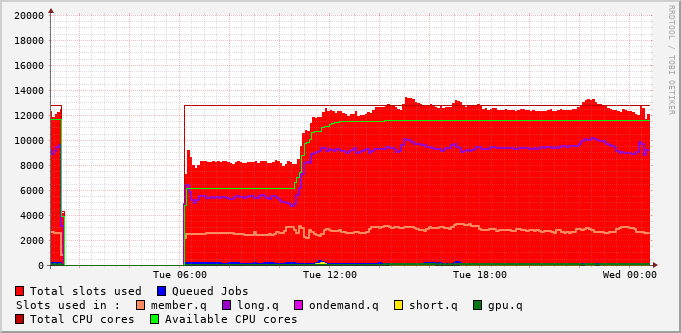 20000
18000
16000
14000
12000
10000
8000
6000
4000
2000
0
Tue 06:00 Tue 12:00 Tue 18:00 Wed 00:00
RRDTOOL / TOBI OETIKER
Total slots used Queued Jobs
Slots used in : member.q long.q ondemand.q short.q gpu.q
Total CPU cores Available CPU cores